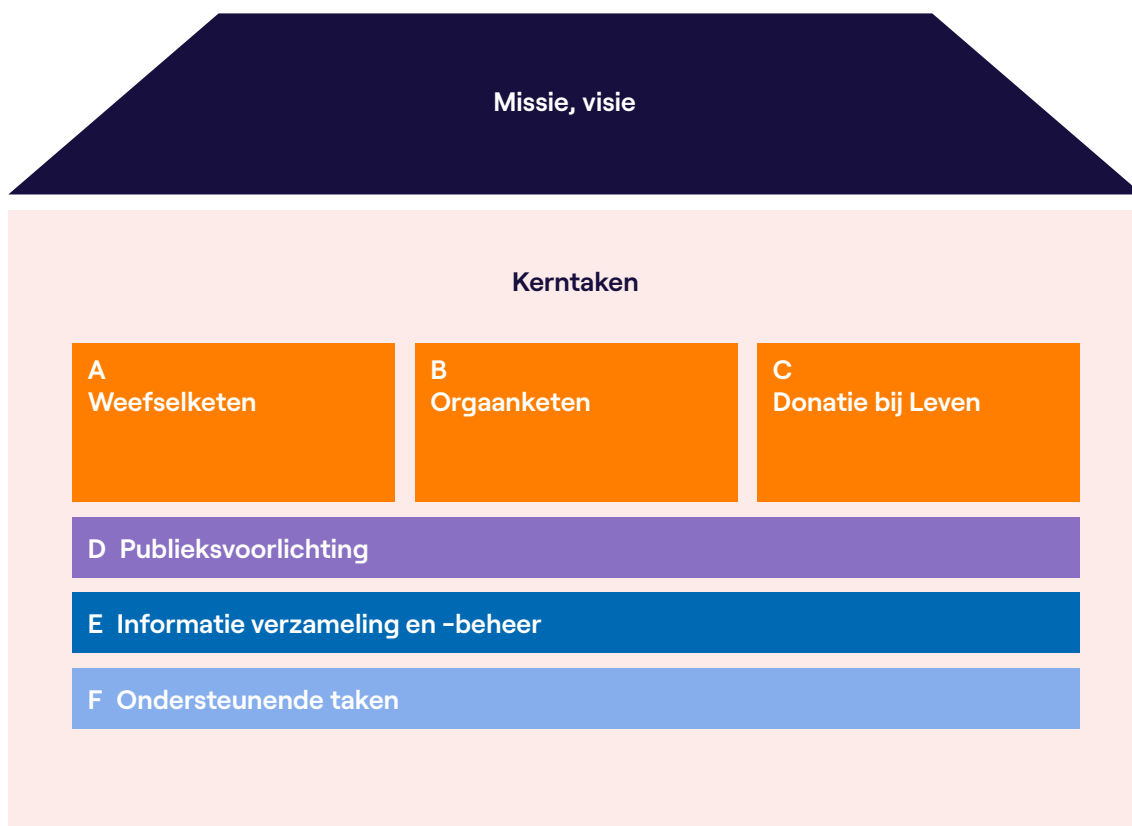 Missie, visie
Kerntaken
A
Weefselketen
B
Orgaanketen
C
Donatie bij Leven
D Publieksvoorlichting
E Informatie verzameling en -beheer
F Ondersteunende taken